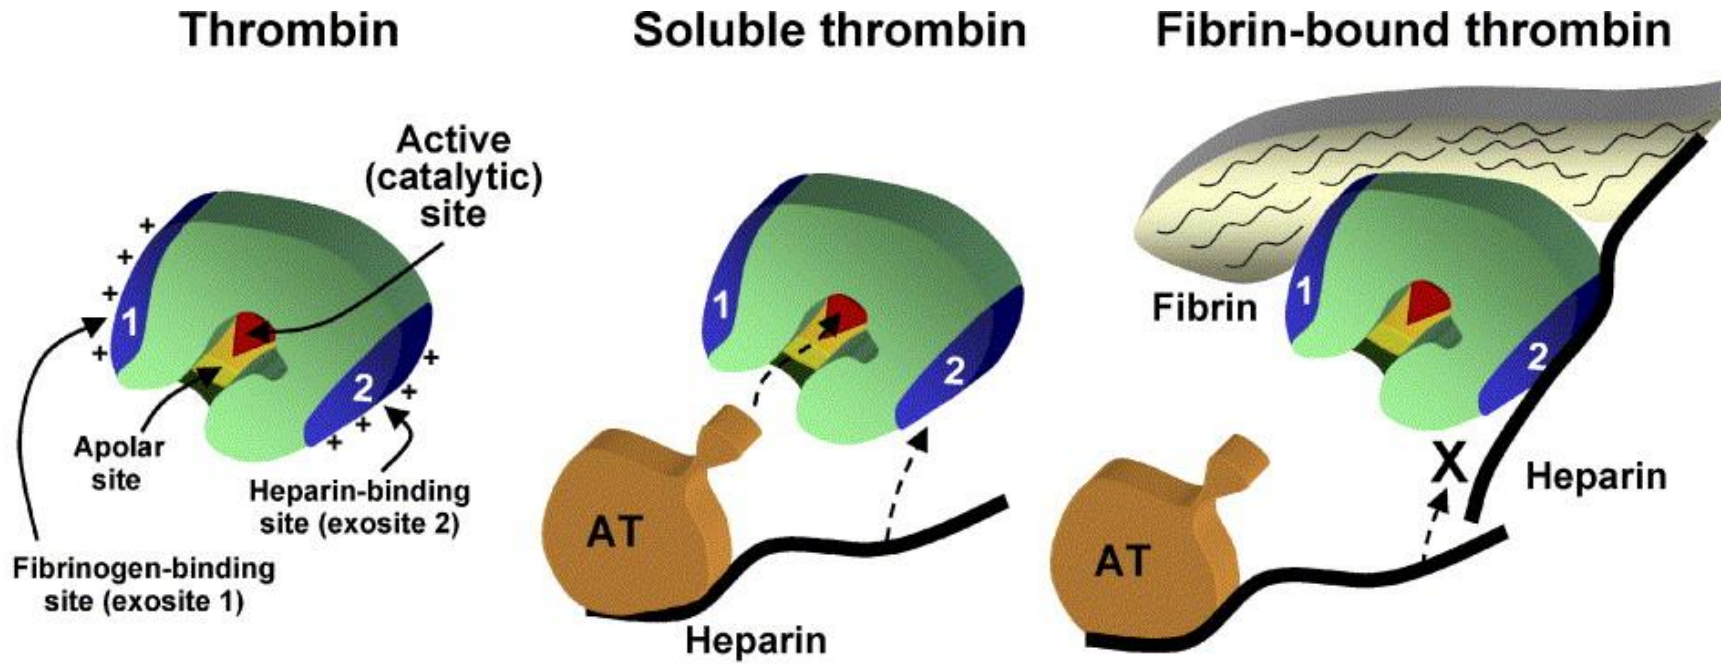 Thrombin
Active
(catalytic)
site
+
+
+
+
1
2
+
+
+
+
Apolar
site
Heparin-binding
site (exosite 2)
Fibrinogen-binding
site (exosite 1)
Soluble thrombin
1
2
AT
Heparin
Fibrin-bound thrombin
Fibrin
1
2
X
Heparin
AT